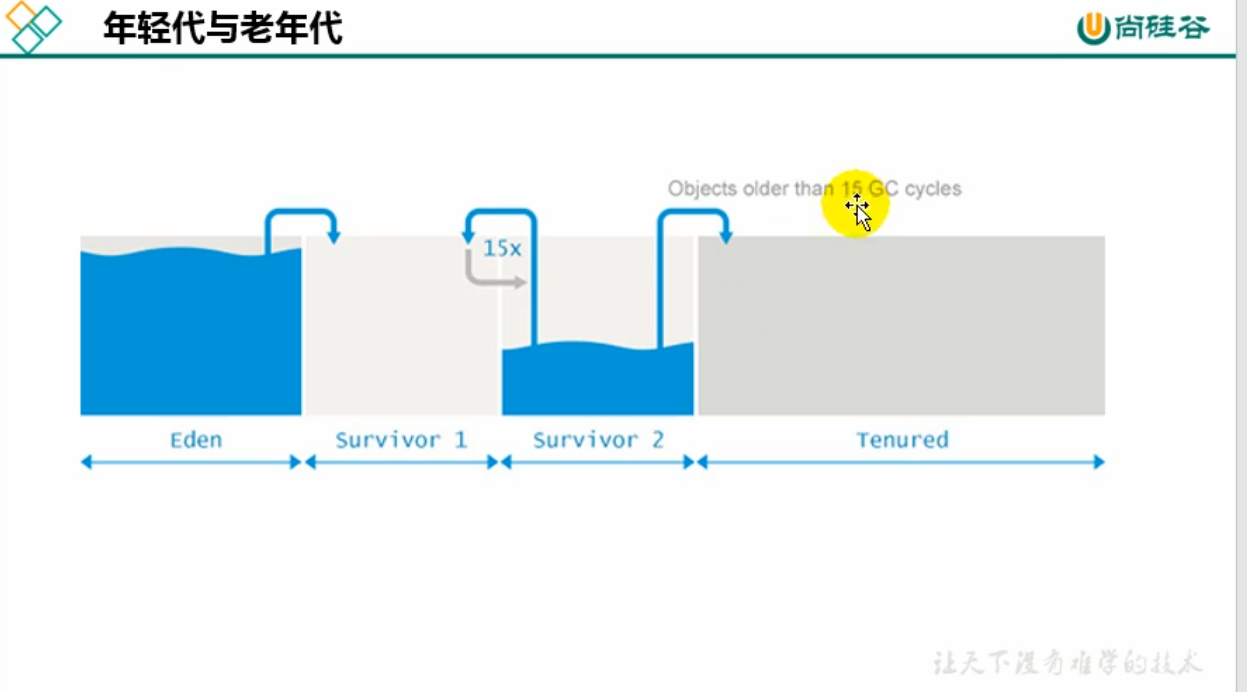 年轻代与老年代
尚硅谷
Objects older than 15 GC cycles
15x
Eden
Survivor 1
Survivor 2
Tenured
让天下没有难学的技术